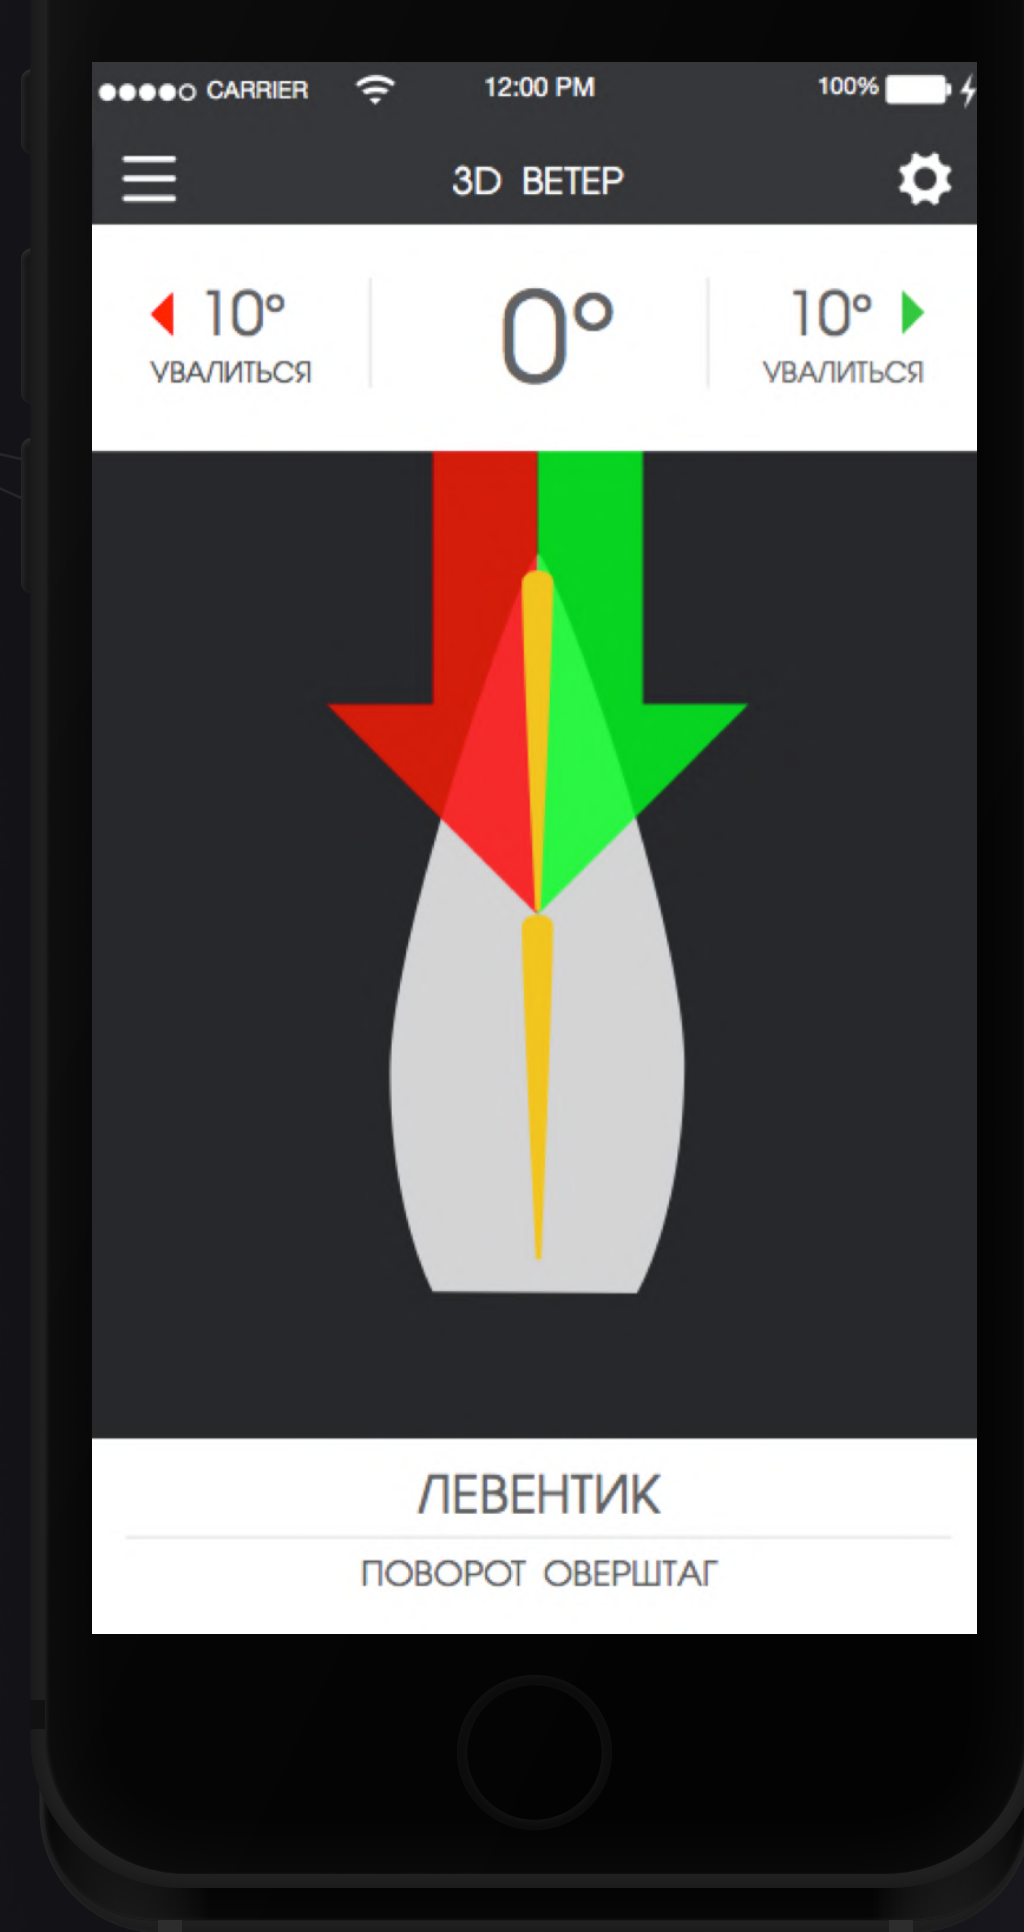 CARRIER 12:00 PM 100%
3D ВЕТЕР
10° 0° 10°
УВАЛИТЬСЯ УВАЛИТЬСЯ
ЛЕВЕНТИК
ПОВОРОТ ОВЕРШТАГ